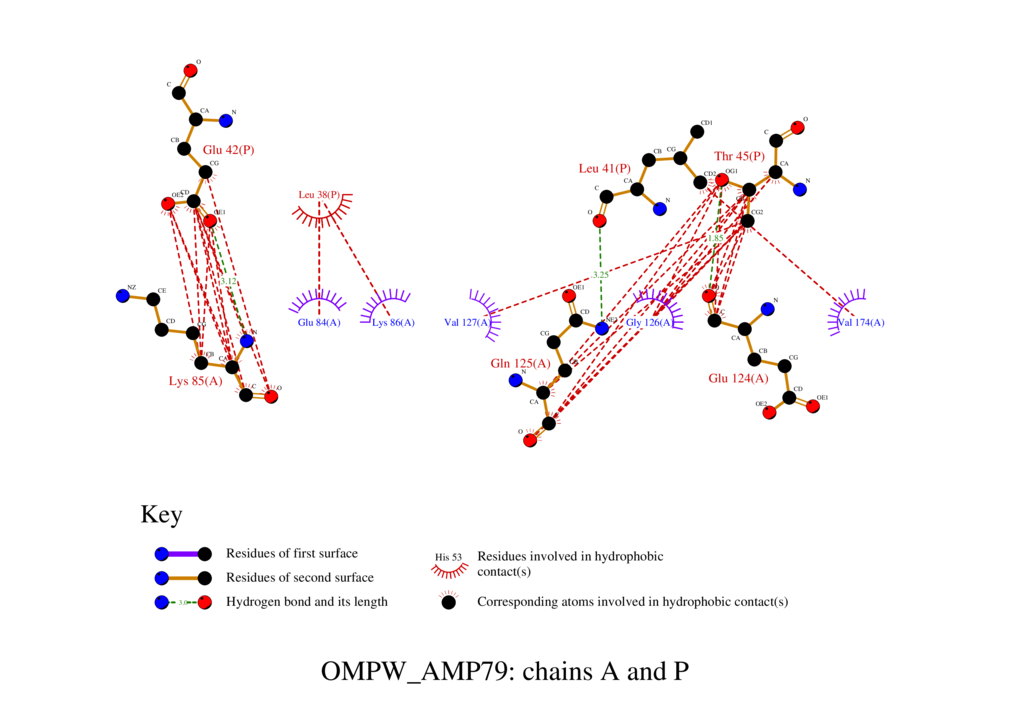 O
C
CA
N
CB
Glu 42(P)
CG
CD1
O
C
CB
CG
Thr 45(P)
Leu 41(P)
OG1
CA
CD2
CA
N
C
N
O
CG2
OE2
CD
OE1
Leu 38(P)
1.85
3.25
3.12
NZ
CE
OE1
N
CD
Glu 84(A)
Lys 86(A)
Val 127(A)
CD
NE2
Gly 126(A)
C
Val 174(A)
CG
CA
N
CB
CA
CB
CG
Gln 125(A)
Glu 124(A)
Lys 85(A)
N
C
O
CA
CD
OE2
OE1
O
Key
Residues of first surface
Residues of second surface
3.0
Hydrogen bond and its length
His 53
Residues involved in hydrophobic
contact(s)
Corresponding atoms involved in hydrophobic contact(s)
OMPW_AMP79: chains A and P